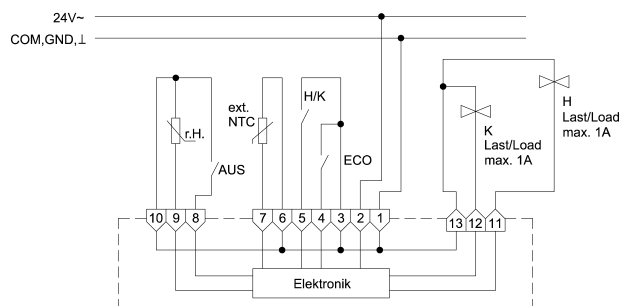 24V~
COM,GND,⊥
r.H.
AUS
ext.
NTC
H/K
ECO
H
Last/Load
max. 1A
K
Last/Load
max. 1A
10 9 8 7 6 5 4 3 2 1 13 12 11
Elektronik